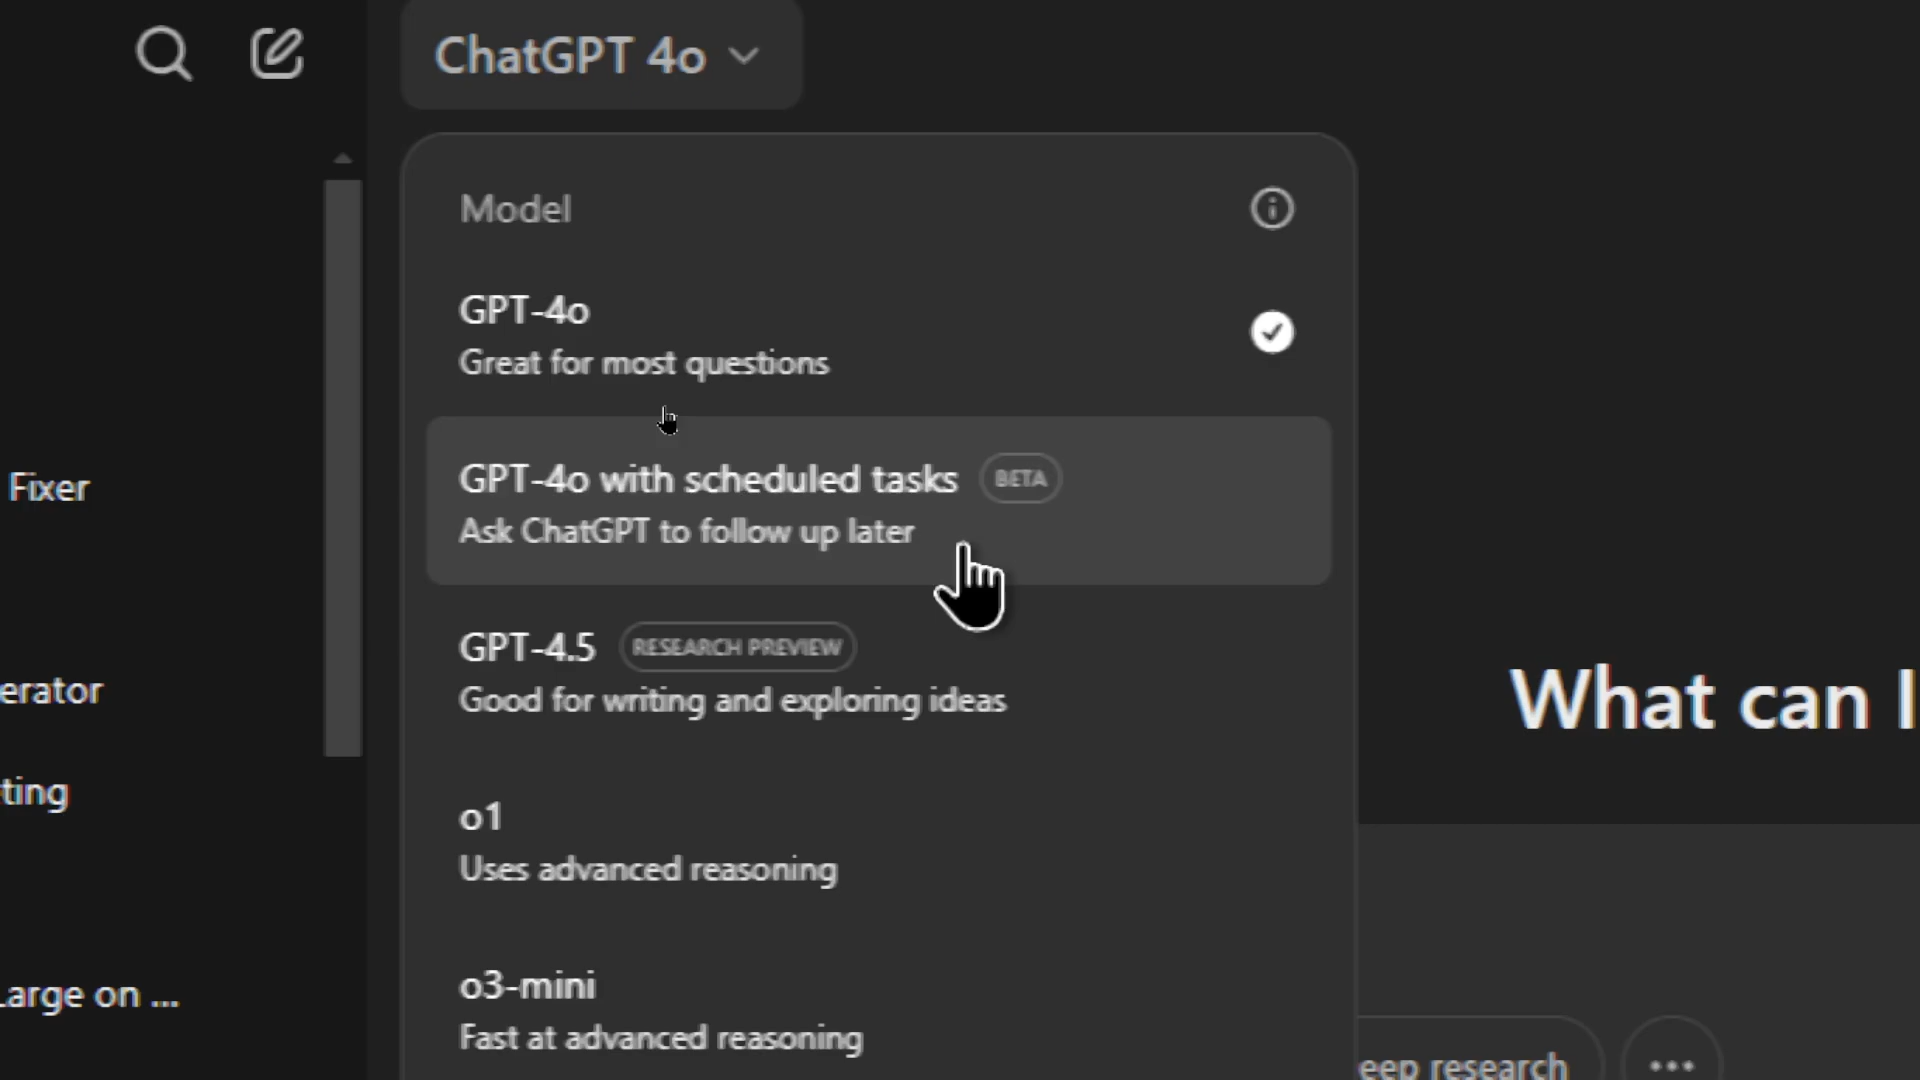 ChatGPT 4o
Model
GPT-4o
Great for most questions
GPT-4o with scheduled tasks BETA
Ask ChatGPT to follow up later
GPT-4.5 RESEARCH PREVIEW
Good for writing and exploring ideas
o1
Uses advanced reasoning
o3-mini
Fast at advanced reasoning
Fixer
erator
ting
Large on ...
What can I
eep research